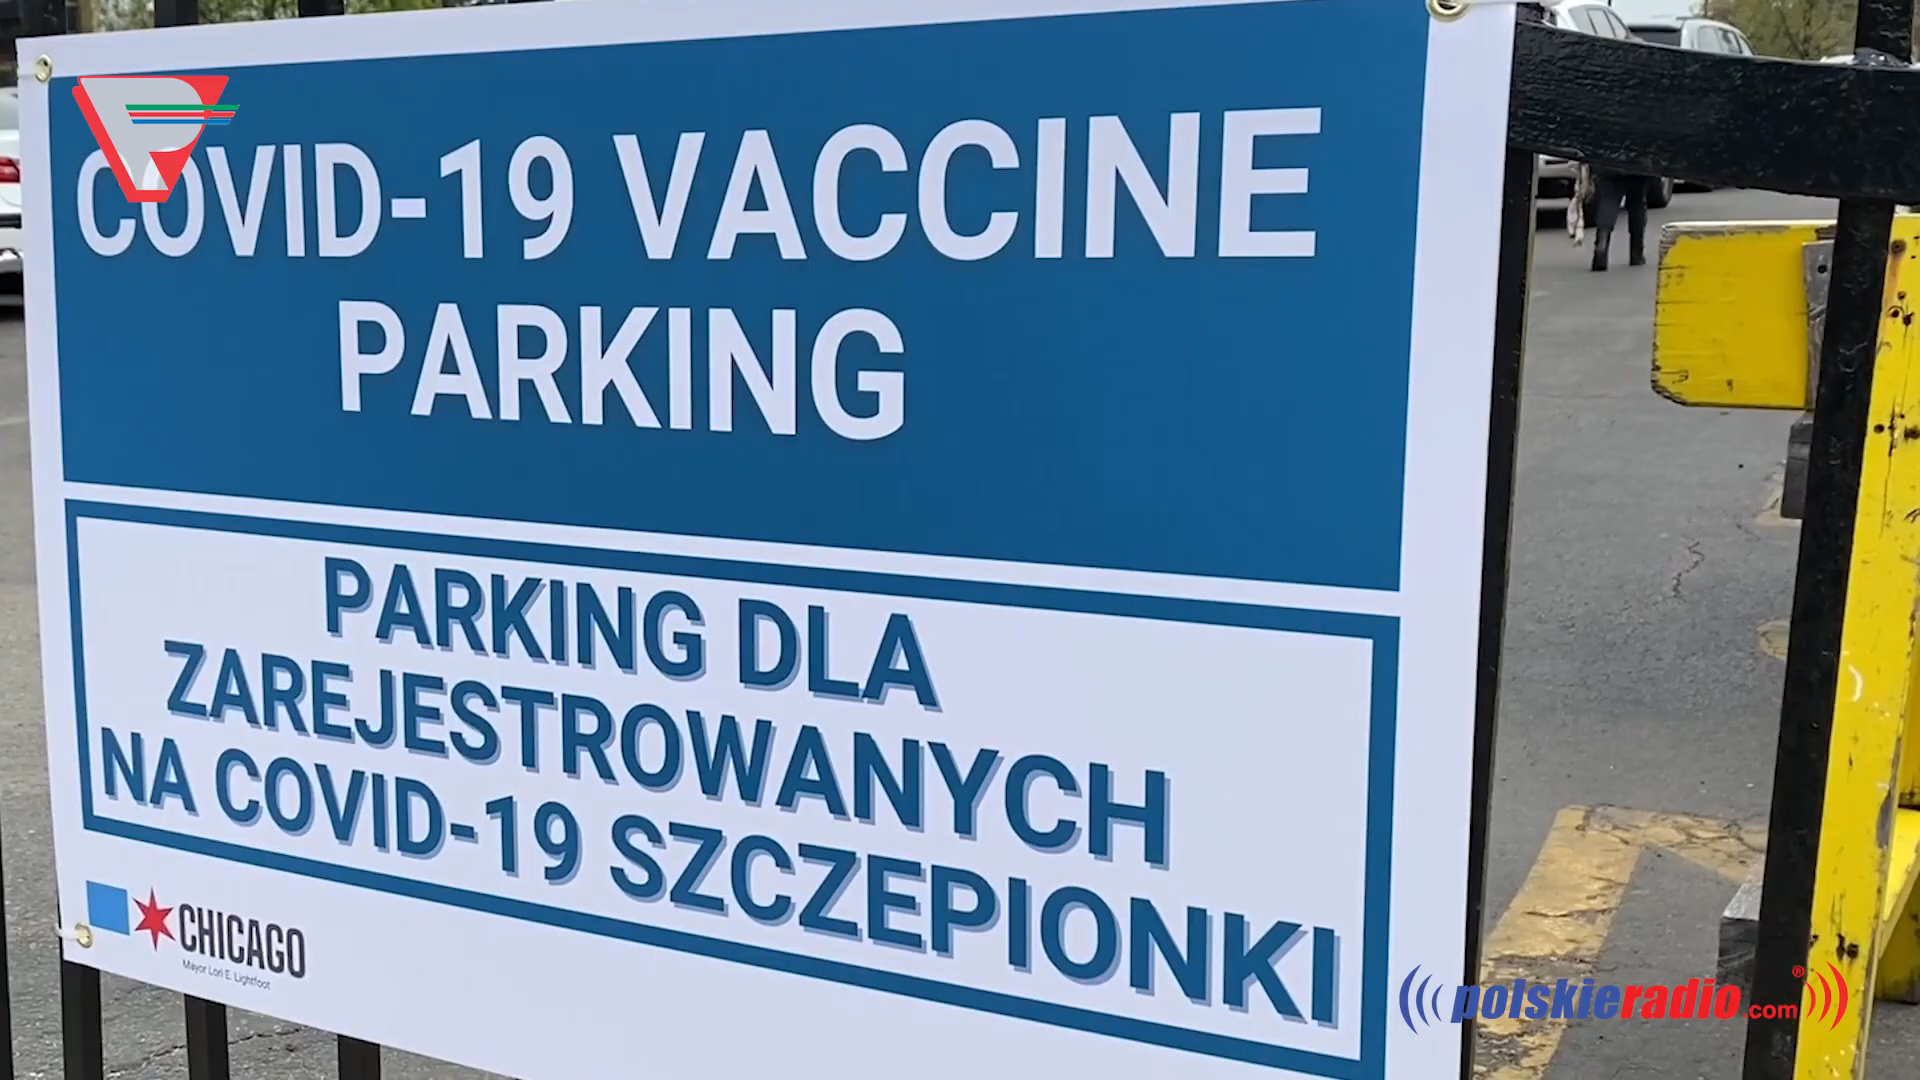 COVID-19 VACCINE
PARKING
PARKING DLA
ZAREJESTROWANYCH
NA COVID-19 SZCZEPIONKI
CHICAGO
Mayor Lori E. Lightfoot
polskieradio.com®